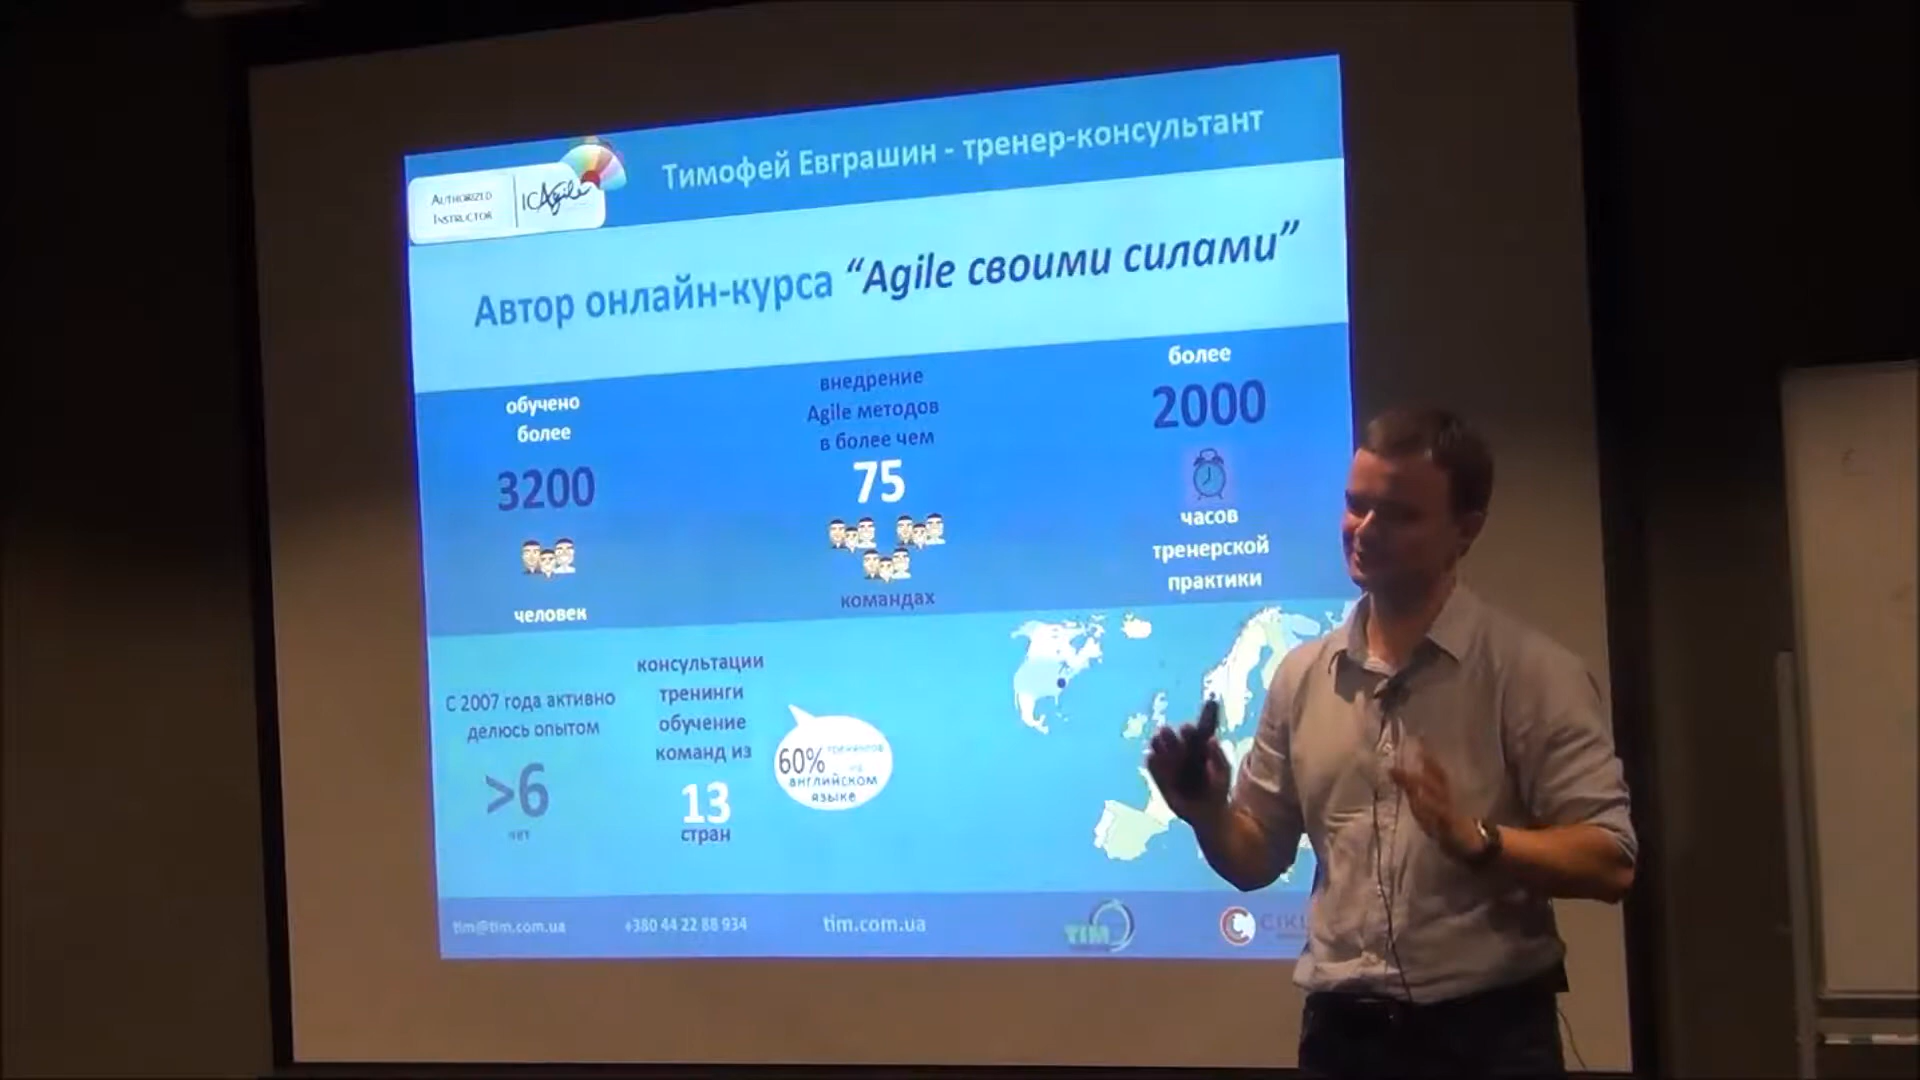 Тимофей Евграшин - тренер-консультант
AUTHORIZED
INSTRUCTOR
ICAgile
Автор онлайн-курса “Agile своими силами”
обучено
более
3200
человек
внедрение
Agile методов
в более чем
75
командах
более
2000
часов
тренерской
практики
С 2007 года активно
делюсь опытом
>6
лет
консультации
тренинги
обучение
команд из
13
стран
60% тренингов
на
английском
языке
tim@tim.com.ua
+380 44 22 88 934
tim.com.ua
TIM